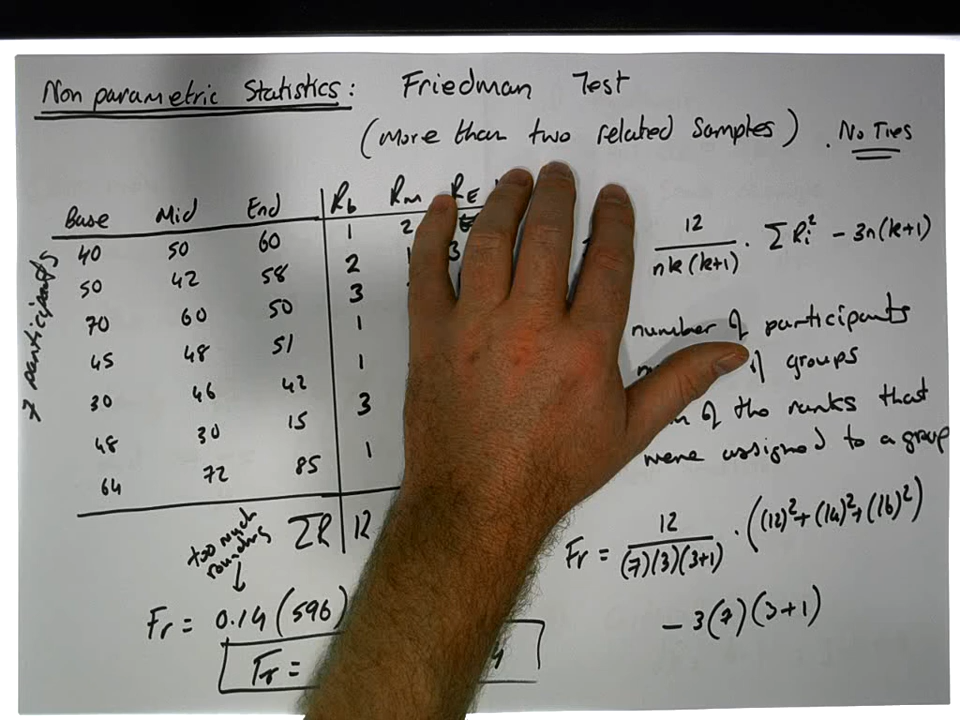 Non parametric Statistics: Friedman Test
(More than two related samples). No Ties
Base Mid End Rb Rm RE
7 participants
40 50 60 1 2
50 42 58 2 3
70 60 50 3
45 48 51 1
30 46 42 1
48 30 15 3
64 72 85 1
ΣR 12
12 / nk(k+1) · ΣRi² - 3n(k+1)
number of participants
groups
of the ranks that
were assigned to a group
too much
rounding
Fr = 12 / (7)(3)(3+1) · ((12)²+(14)²+(16)²)
- 3(7)(3+1)
Fr = 0.14(596)
Fr = 4